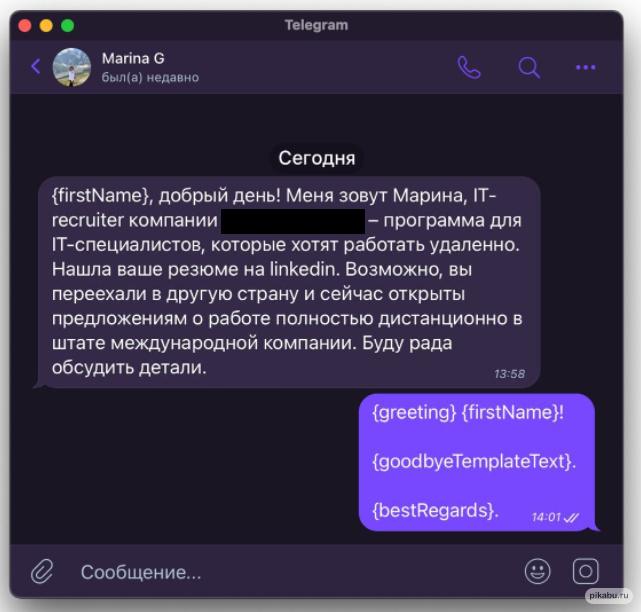 Telegram
Marina G
был(а) недавно
Сегодня
{firstName}, добрый день! Меня зовут Марина, IT-
recruiter компании – программа для
IT-специалистов, которые хотят работать удаленно.
Нашла ваше резюме на linkedin. Возможно, вы
переехали в другую страну и сейчас открыты
предложениям о работе полностью дистанционно в
штате международной компании. Буду рада
обсудить детали.
13:58
{greeting} {firstName}!
{goodbyeTemplateText}.
{bestRegards}.
14:01
Сообщение...
pikabu.ru